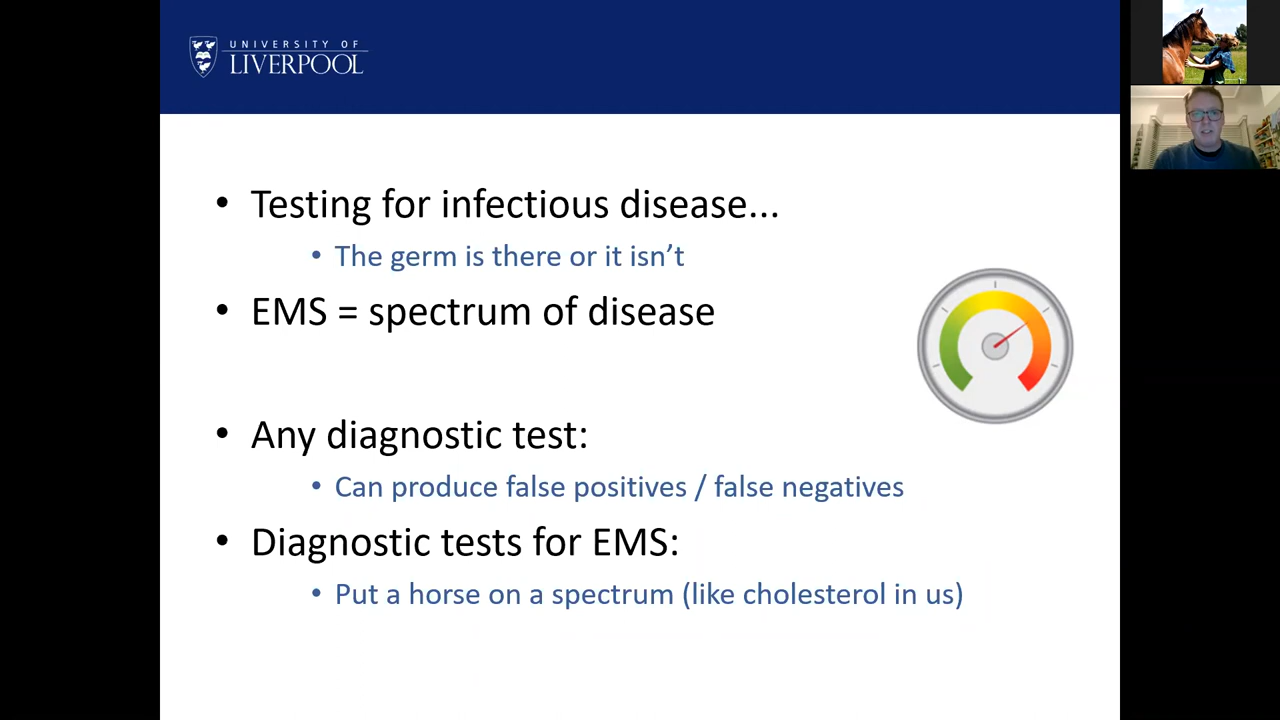 UNIVERSITY OF
LIVERPOOL
• Testing for infectious disease...
• The germ is there or it isn’t
• EMS = spectrum of disease
• Any diagnostic test:
• Can produce false positives / false negatives
• Diagnostic tests for EMS:
• Put a horse on a spectrum (like cholesterol in us)